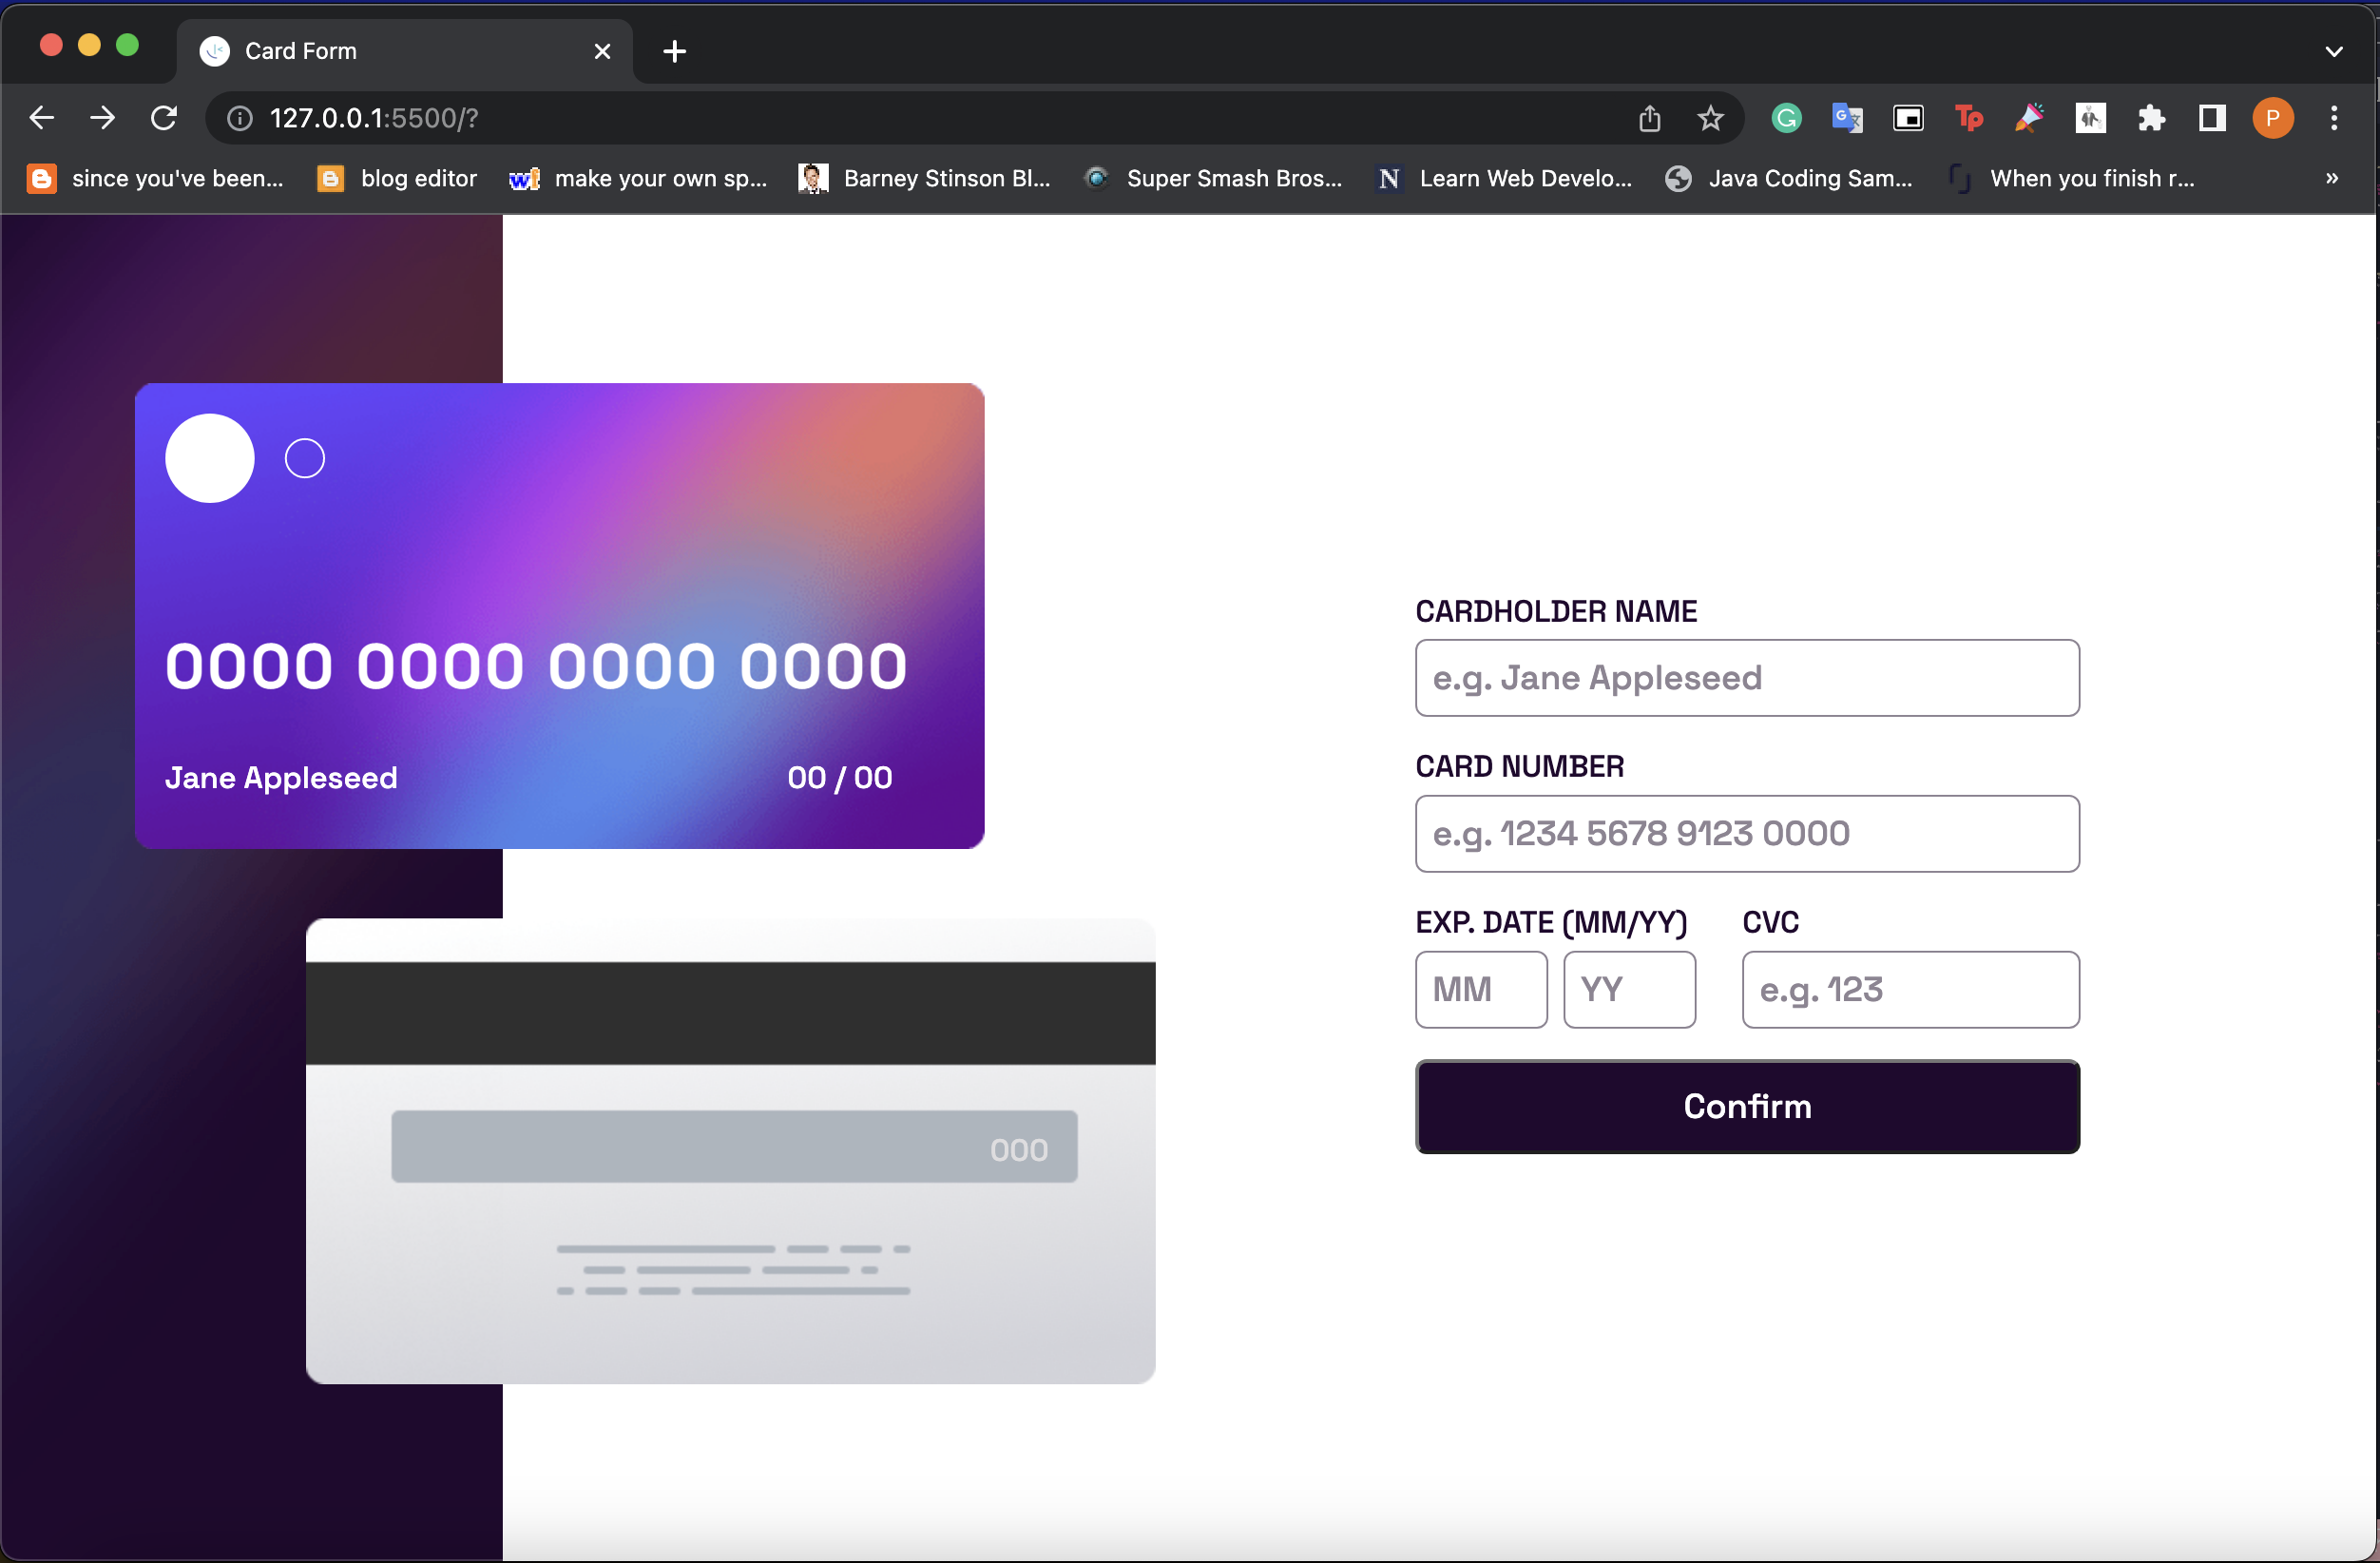 Card Form
127.0.0.1:5500/?
G
Tp
P
since you've been...
blog editor
wf
make your own sp...
Barney Stinson Bl...
Super Smash Bros...
N
Learn Web Develo...
Java Coding Sam...
When you finish r...
»
0000 0000 0000 0000
Jane Appleseed
00 / 00
000
CARDHOLDER NAME
e.g. Jane Appleseed
CARD NUMBER
e.g. 1234 5678 9123 0000
EXP. DATE (MM/YY)
CVC
MM
YY
e.g. 123
Confirm